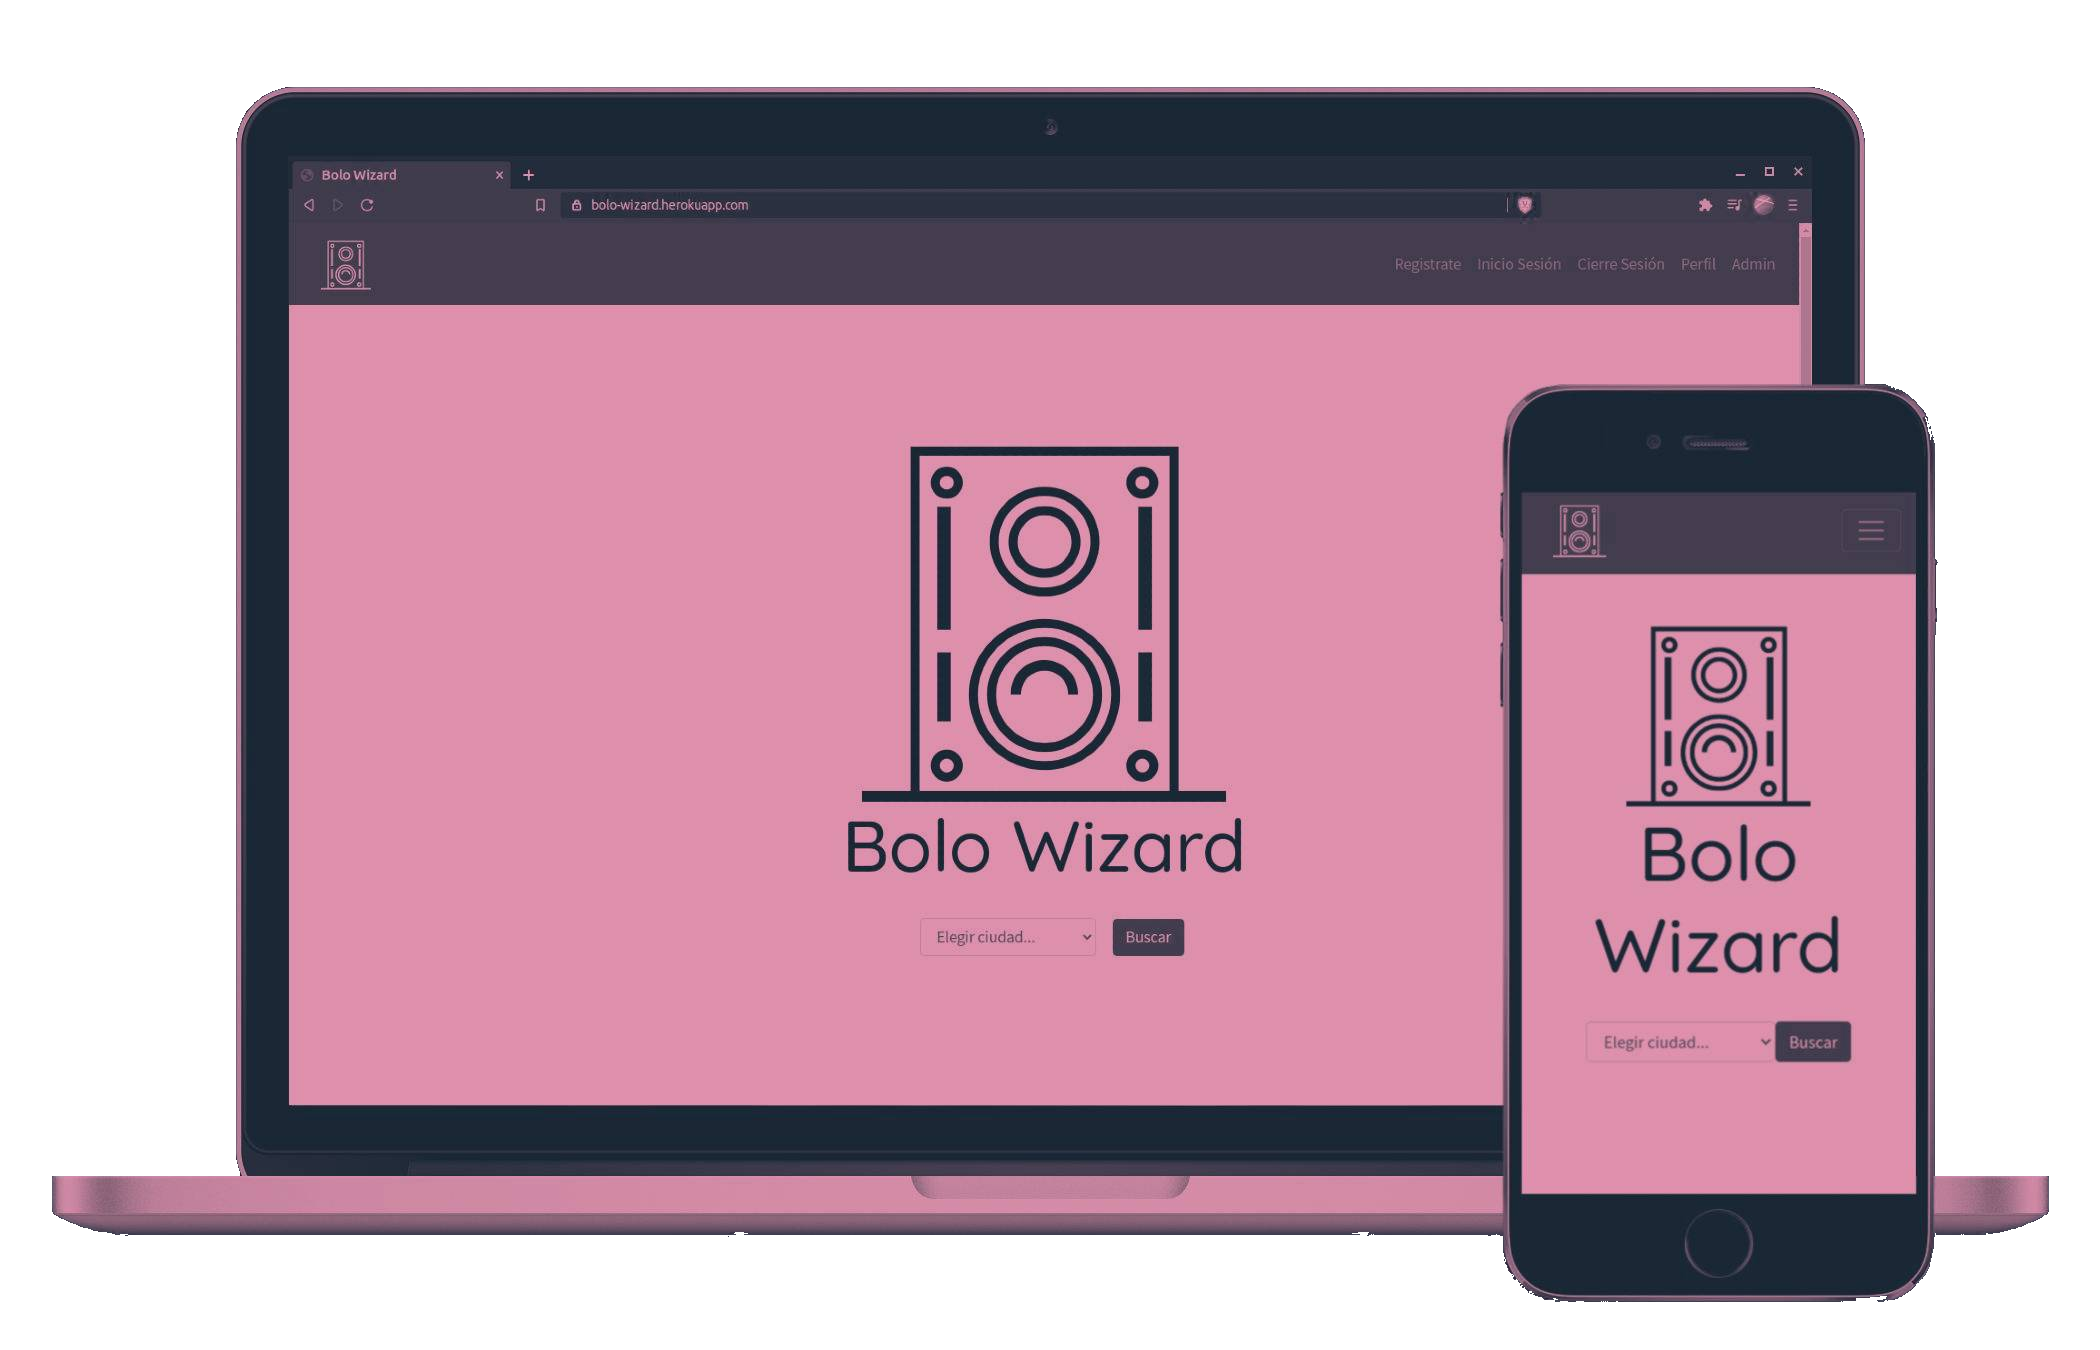 Bolo Wizard
bolo-wizard.herokuapp.com
Registrate Inicio Sesión Cierre Sesión Perfil Admin
Bolo Wizard
Elegir ciudad... Buscar
Bolo
Wizard
Elegir ciudad... Buscar